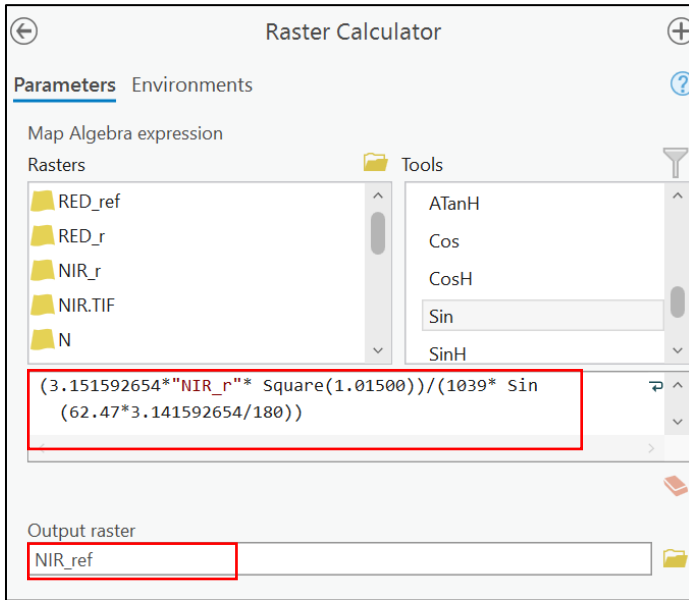 Raster Calculator
Parameters Environments
Map Algebra expression
Rasters
Tools
RED_ref
RED_r
NIR_r
NIR.TIF
N
ATanH
Cos
CosH
Sin
SinH
(3.151592654*"NIR_r"* Square(1.01500))/(1039* Sin
(62.47*3.141592654/180))
Output raster
NIR_ref